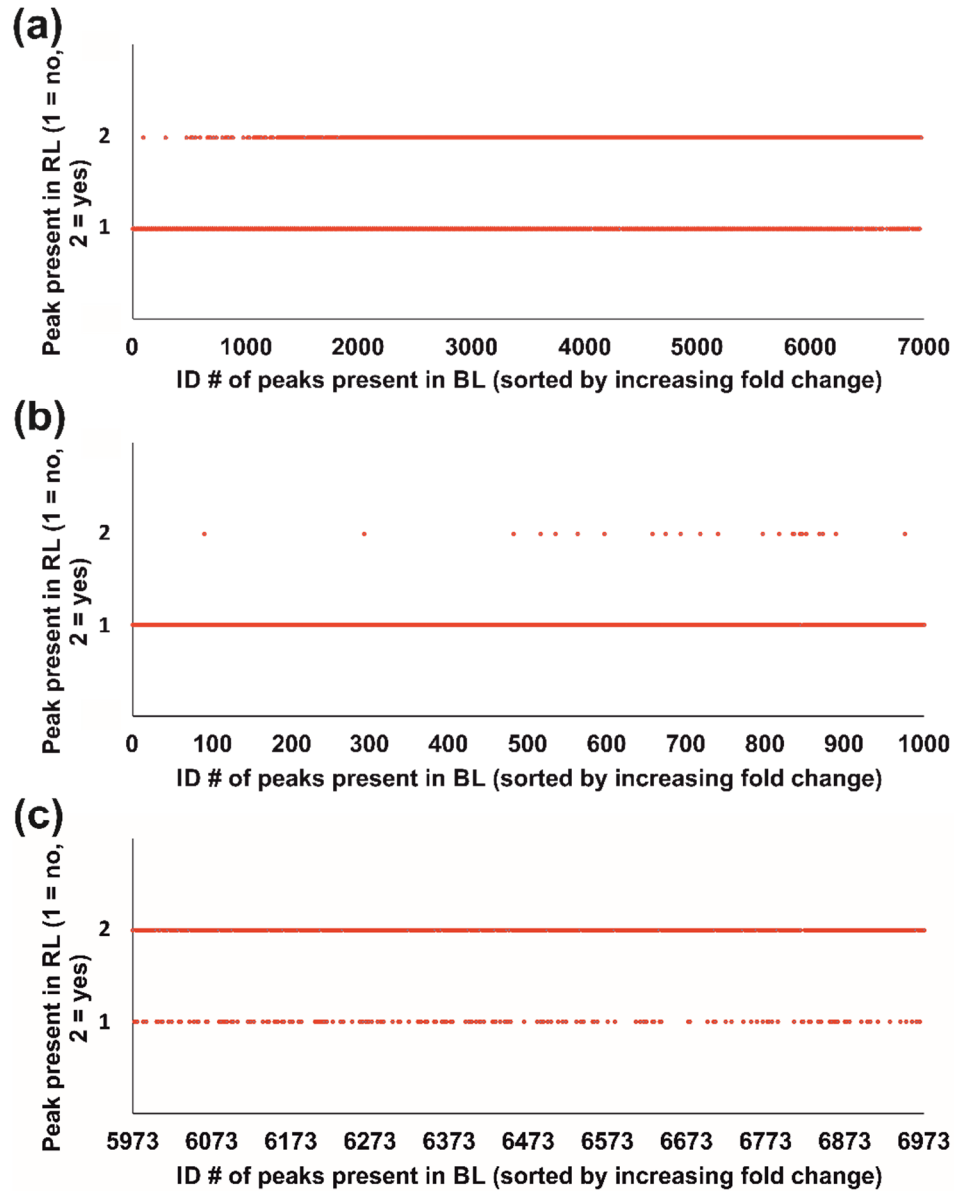 (a)
Peak present in RL (1 = no,
2 = yes)
2
1
0 1000 2000 3000 4000 5000 6000 7000
ID # of peaks present in BL (sorted by increasing fold change)
(b)
Peak present in RL (1 = no,
2 = yes)
2
1
0 100 200 300 400 500 600 700 800 900 1000
ID # of peaks present in BL (sorted by increasing fold change)
(c)
Peak present in RL (1 = no,
2 = yes)
2
1
5973 6073 6173 6273 6373 6473 6573 6673 6773 6873 6973
ID # of peaks present in BL (sorted by increasing fold change)